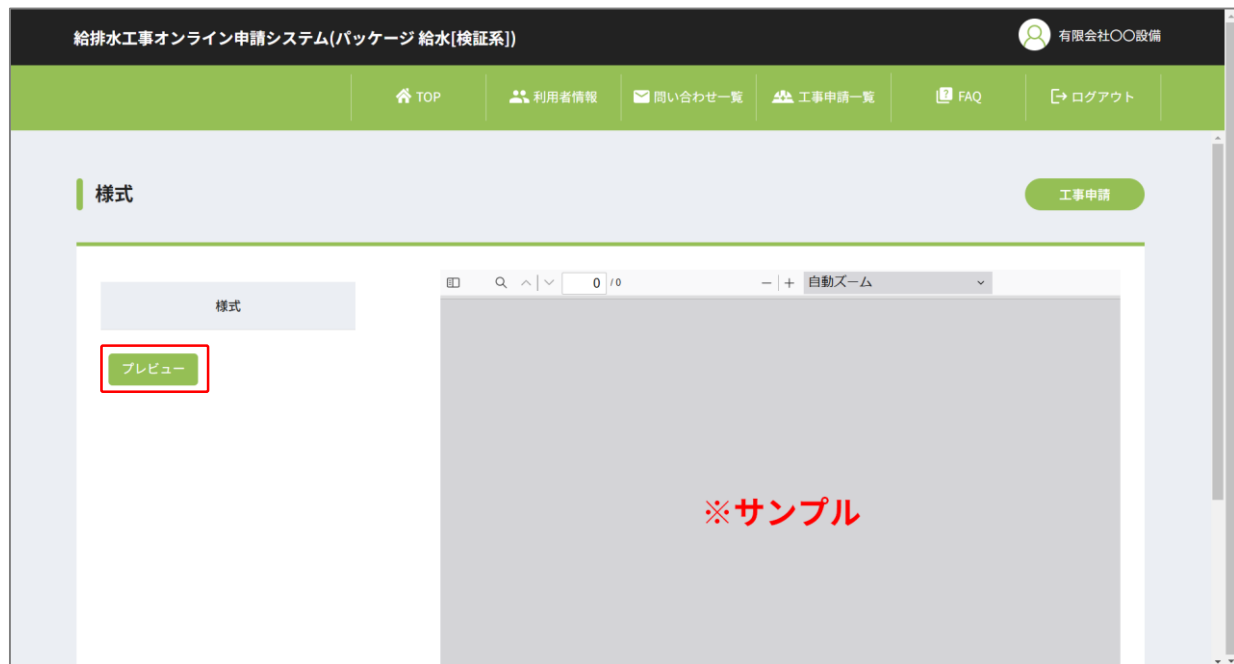 給排水工事オンライン申請システム(パッケージ 給水[検証系])
有限会社〇〇設備
TOP
利用者情報
問い合わせ一覧
工事申請一覧
FAQ
ログアウト
様式
工事申請
様式
プレビュー
0 / 0
自動ズーム
※サンプル